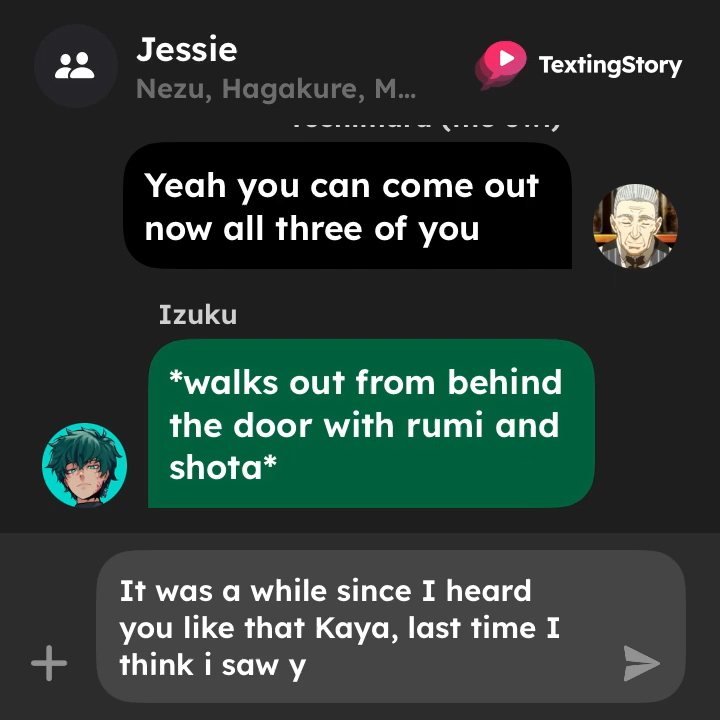 Jessie
Nezu, Hagakure, M...
TextingStory
Yeah you can come out
now all three of you
Izuku
*walks out from behind
the door with rumi and
shota*
It was a while since I heard
you like that Kaya, last time I
think i saw y